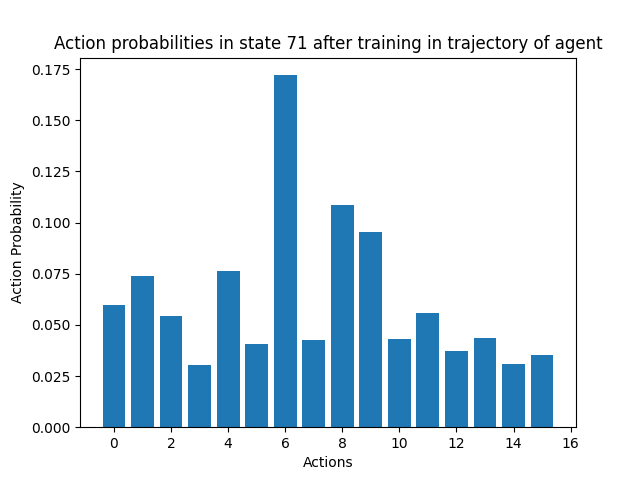 Action probabilities in state 71 after training in trajectory of agent
0.175
0.150
0.125
0.100
0.075
0.050
0.025
0.000
Action Probability
0 2 4 6 8 10 12 14 16
Actions